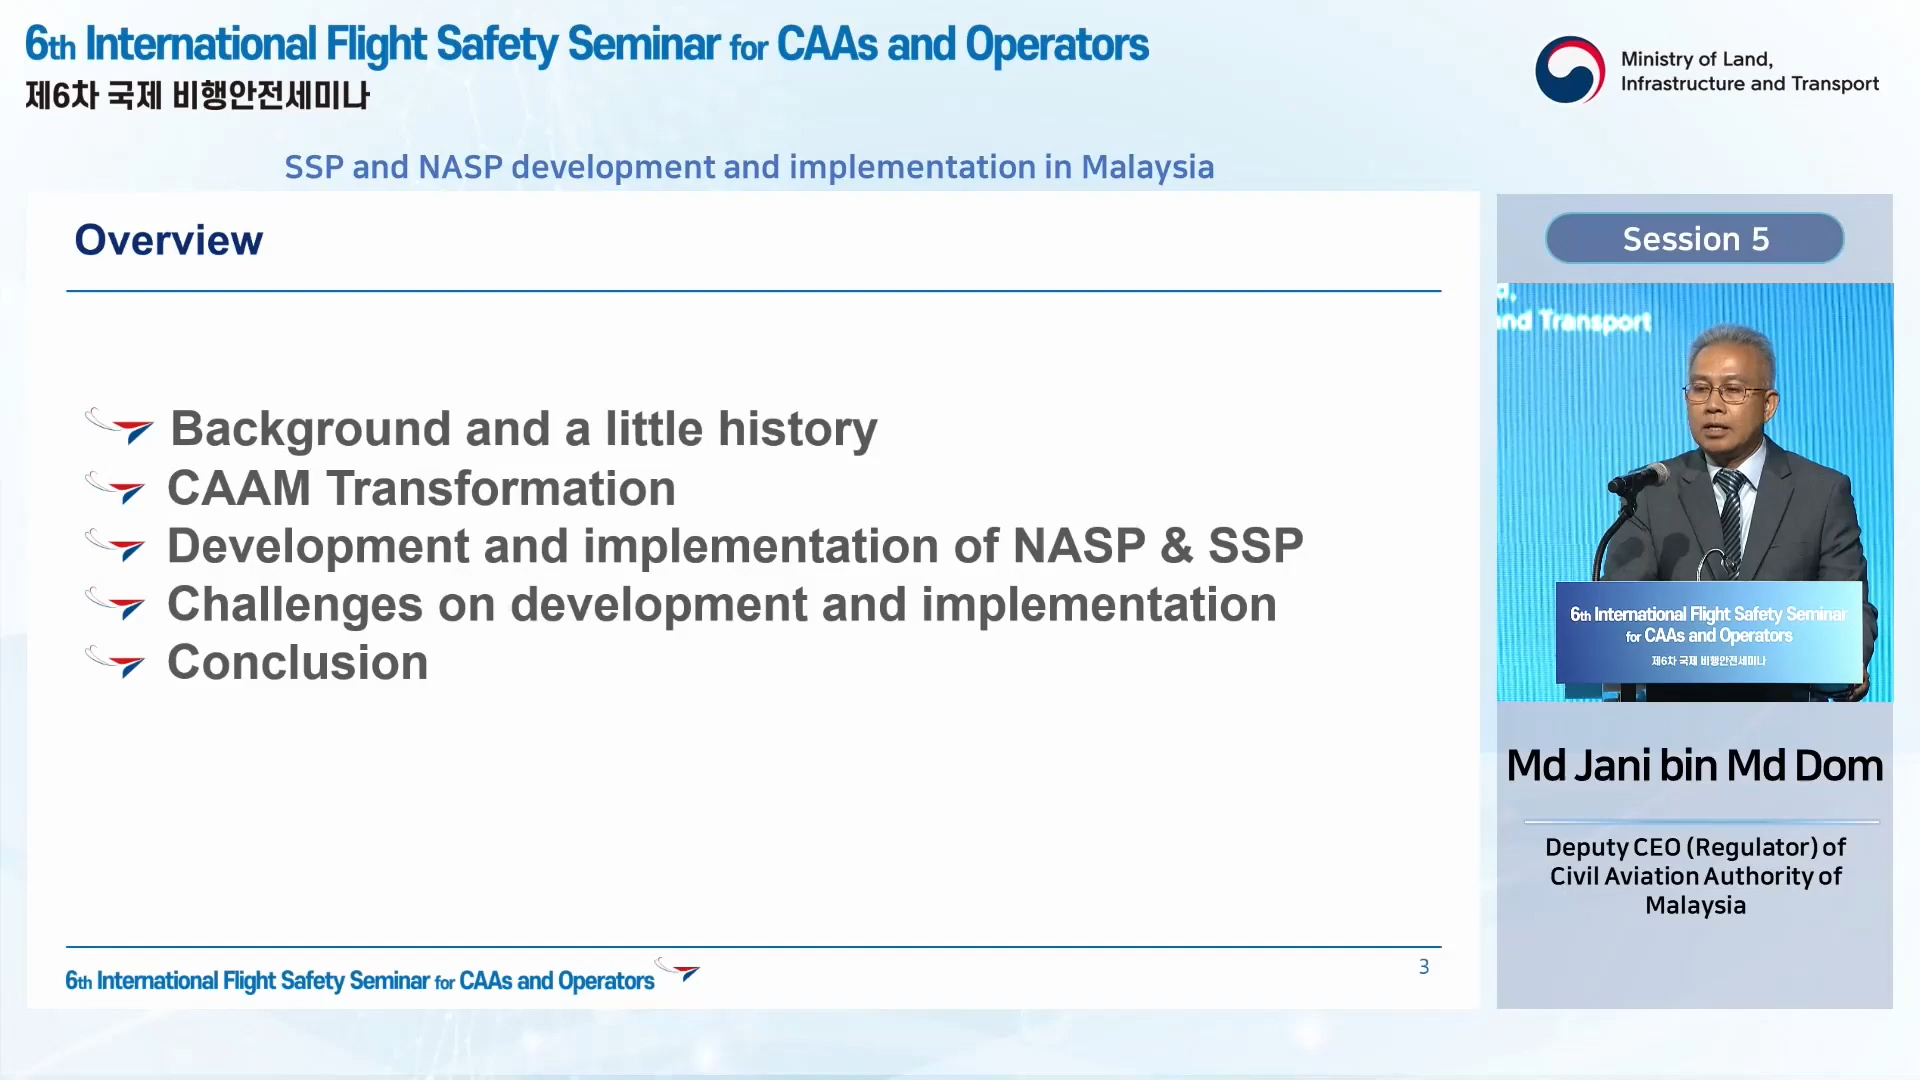 6th International Flight Safety Seminar for CAAs and Operators
제6차 국제 비행안전세미나
Ministry of Land,
Infrastructure and Transport
SSP and NASP development and implementation in Malaysia
Overview
Background and a little history
CAAM Transformation
Development and implementation of NASP & SSP
Challenges on development and implementation
Conclusion
6th International Flight Safety Seminar for CAAs and Operators
3
Session 5
d,
nd Transport
6th International Flight Safety Seminar
for CAAs and Operators
제6차 국제 비행안전세미나
Md Jani bin Md Dom
Deputy CEO (Regulator) of
Civil Aviation Authority of
Malaysia